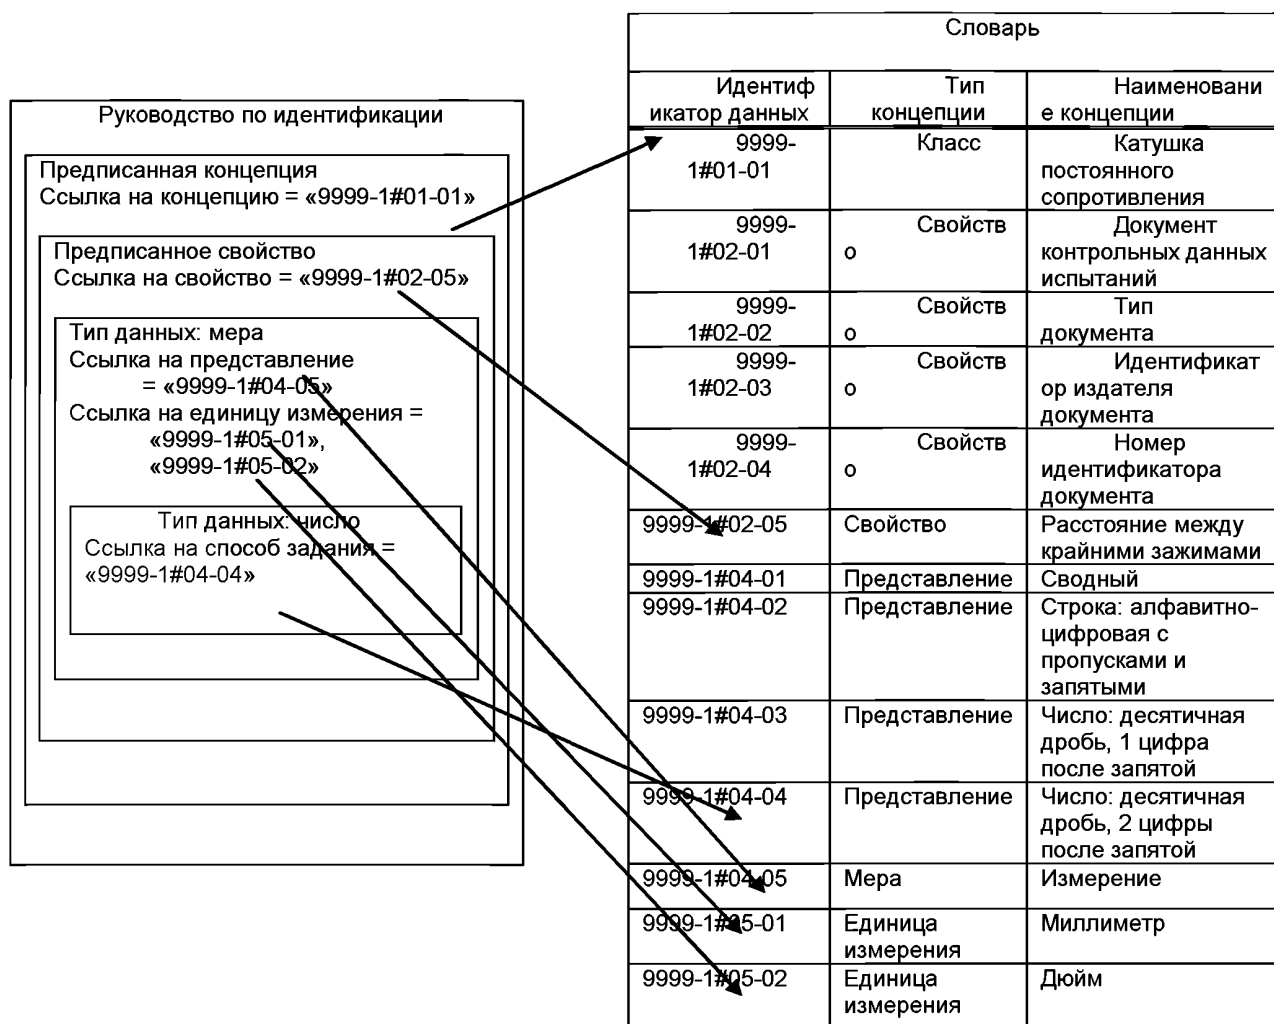 Руководство по идентификации
Предписанная концепция
Ссылка на концепцию = «9999-1#01-01»
Предписанное свойство
Ссылка на свойство = «9999-1#02-05»
Тип данных: мера
Ссылка на представление
= «9999-1#04-05»
Ссылка на единицу измерения =
«9999-1#05-01»,
«9999-1#05-02»
Тип данных: число
Ссылка на способ задания =
«9999-1#04-04»
Словарь
Идентиф
икатор данных
Тип
концепции
Наименовани
е концепции
9999-
1#01-01
Класс
Катушка
постоянного
сопротивления
9999-
1#02-01
Свойств
о
Документ
контрольных данных
испытаний
9999-
1#02-02
Свойств
о
Тип
документа
9999-
1#02-03
Свойств
о
Идентификат
ор издателя
документа
9999-
1#02-04
Свойств
о
Номер
идентификатора
документа
9999-1#02-05
Свойство
Расстояние между
крайними зажимами
9999-1#04-01
Представление
Сводный
9999-1#04-02
Представление
Строка: алфавитно-
цифровая с
пропусками и
запятыми
9999-1#04-03
Представление
Число: десятичная
дробь, 1 цифра
после запятой
9999-1#04-04
Представление
Число: десятичная
дробь, 2 цифры
после запятой
9999-1#04-05
Мера
Измерение
9999-1#05-01
Единица
измерения
Миллиметр
9999-1#05-02
Единица
измерения
Дюйм